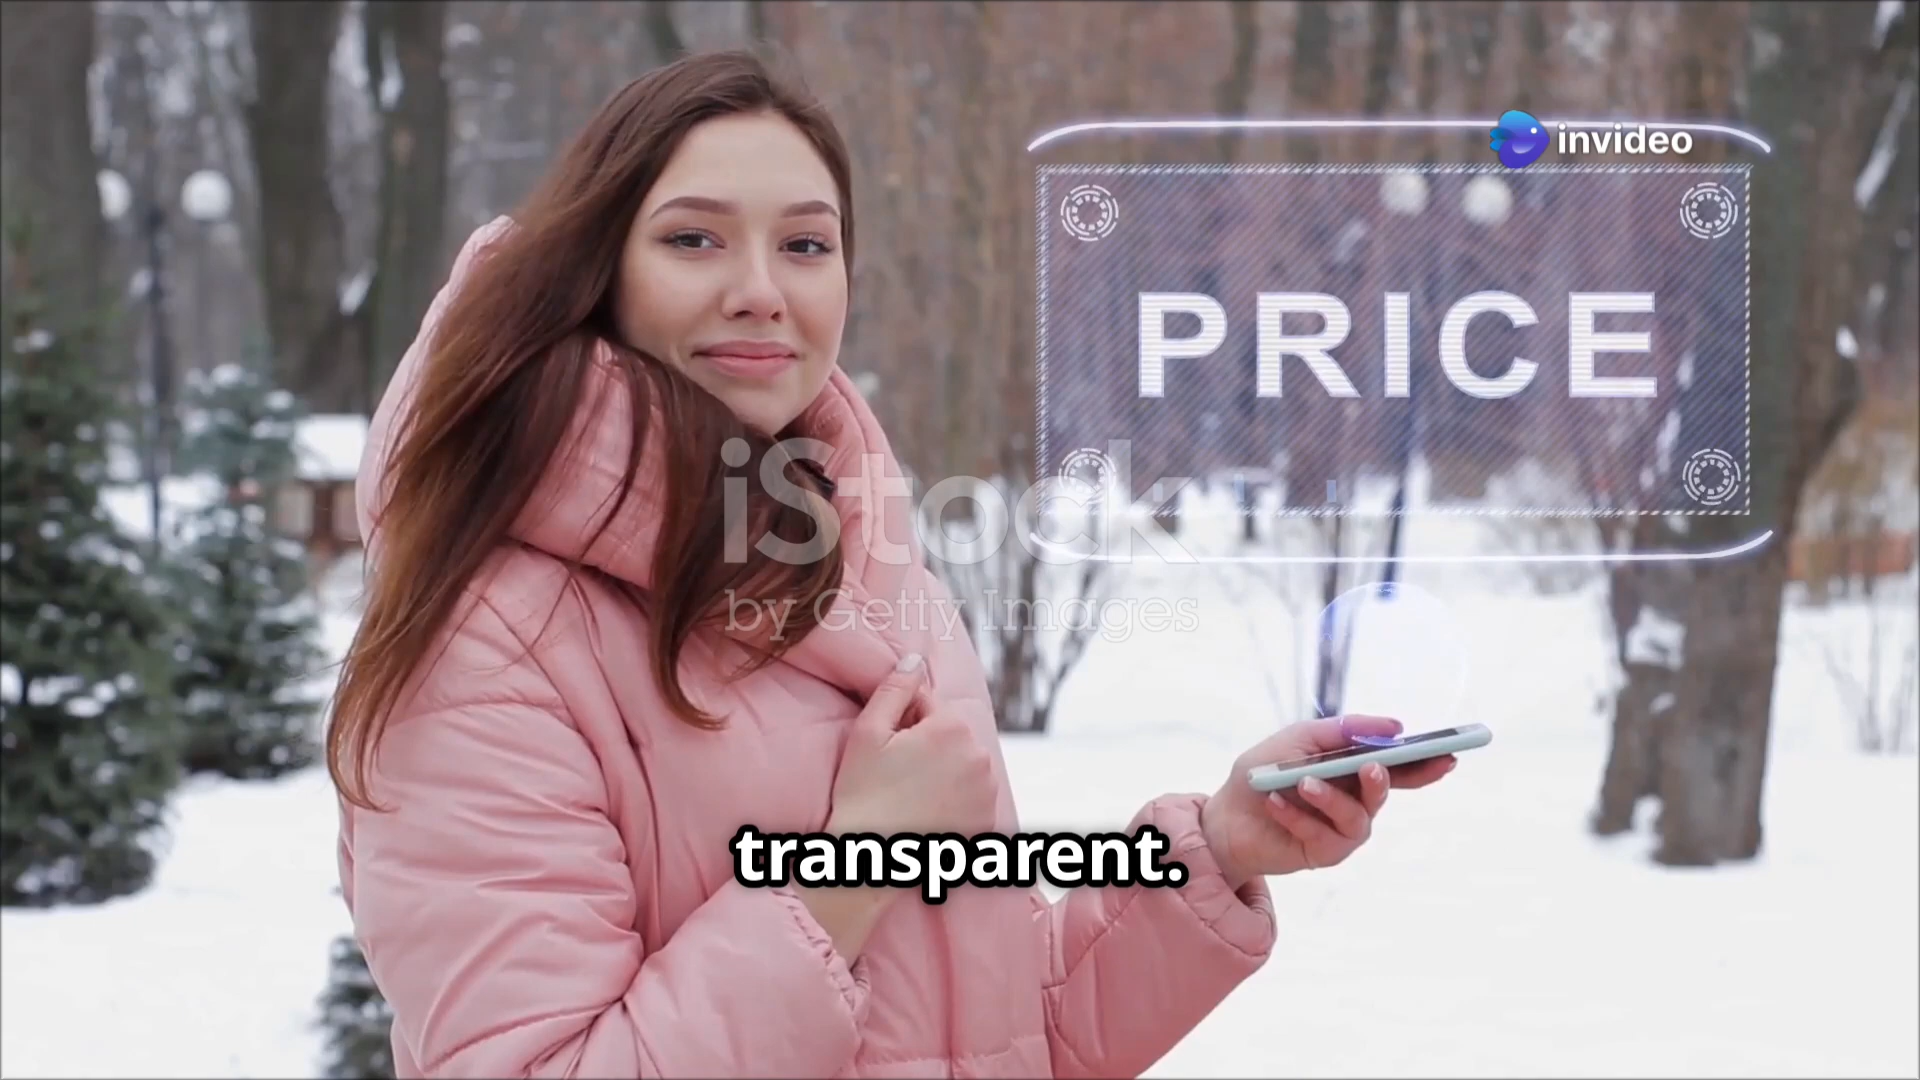 invideo
PRICE
iStock
by Getty Images
transparent.